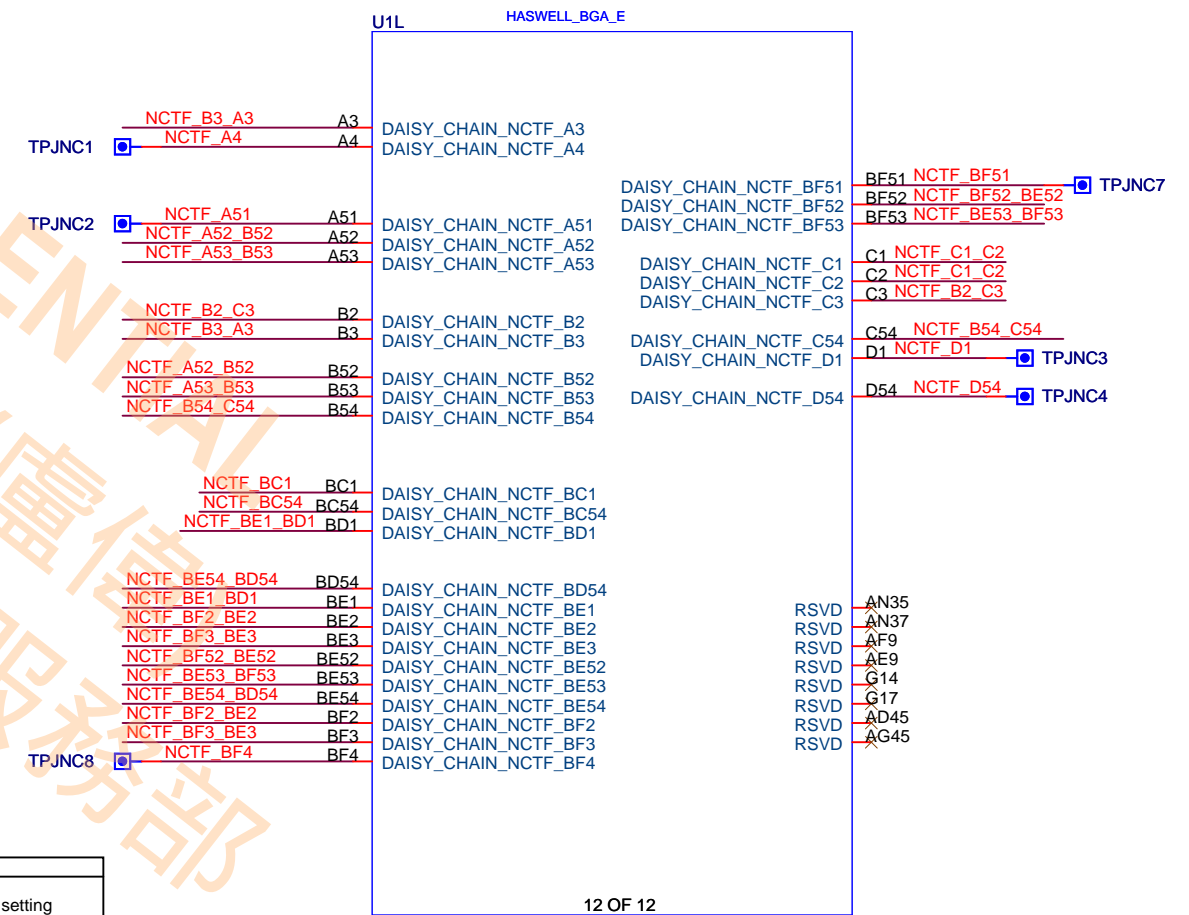 HASWELL_BGA_E
U1L
NCTF_B3_A3 A3 DAISY_CHAIN_NCTF_A3
TPJNC1 NCTF_A4 A4 DAISY_CHAIN_NCTF_A4
TPJNC2 NCTF_A51 A51 DAISY_CHAIN_NCTF_A51
NCTF_A52_B52 A52 DAISY_CHAIN_NCTF_A52
NCTF_A53_B53 A53 DAISY_CHAIN_NCTF_A53
NCTF_B2_C3 B2 DAISY_CHAIN_NCTF_B2
NCTF_B3_A3 B3 DAISY_CHAIN_NCTF_B3
NCTF_A52_B52 B52 DAISY_CHAIN_NCTF_B52
NCTF_A53_B53 B53 DAISY_CHAIN_NCTF_B53
NCTF_B54_C54 B54 DAISY_CHAIN_NCTF_B54
NCTF_BC1 BC1 DAISY_CHAIN_NCTF_BC1
NCTF_BC54 BC54 DAISY_CHAIN_NCTF_BC54
NCTF_BE1_BD1 BD1 DAISY_CHAIN_NCTF_BD1
NCTF_BE54_BD54 BD54 DAISY_CHAIN_NCTF_BD54
NCTF_BE1_BD1 BE1 DAISY_CHAIN_NCTF_BE1
NCTF_BF2_BE2 BE2 DAISY_CHAIN_NCTF_BE2
NCTF_BF3_BE3 BE3 DAISY_CHAIN_NCTF_BE3
NCTF_BF52_BE52 BE52 DAISY_CHAIN_NCTF_BE52
NCTF_BE53_BF53 BE53 DAISY_CHAIN_NCTF_BE53
NCTF_BE54_BD54 BE54 DAISY_CHAIN_NCTF_BE54
NCTF_BF2_BE2 BF2 DAISY_CHAIN_NCTF_BF2
NCTF_BF3_BE3 BF3 DAISY_CHAIN_NCTF_BF3
TPJNC8 NCTF_BF4 BF4 DAISY_CHAIN_NCTF_BF4
DAISY_CHAIN_NCTF_BF51 BF51 NCTF_BF51 TPJNC7
DAISY_CHAIN_NCTF_BF52 BF52 NCTF_BF52_BE52
DAISY_CHAIN_NCTF_BF53 BF53 NCTF_BE53_BF53
DAISY_CHAIN_NCTF_C1 C1 NCTF_C1_C2
DAISY_CHAIN_NCTF_C2 C2 NCTF_C1_C2
DAISY_CHAIN_NCTF_C3 C3 NCTF_B2_C3
DAISY_CHAIN_NCTF_C54 C54 NCTF_B54_C54
DAISY_CHAIN_NCTF_D1 D1 NCTF_D1 TPJNC3
DAISY_CHAIN_NCTF_D54 D54 NCTF_D54 TPJNC4
RSVD AN35
RSVD AN37
RSVD AF9
RSVD AE9
RSVD G14
RSVD G17
RSVD AD45
RSVD AG45
12 OF 12
setting
ENTIAL
盧偉
服務部